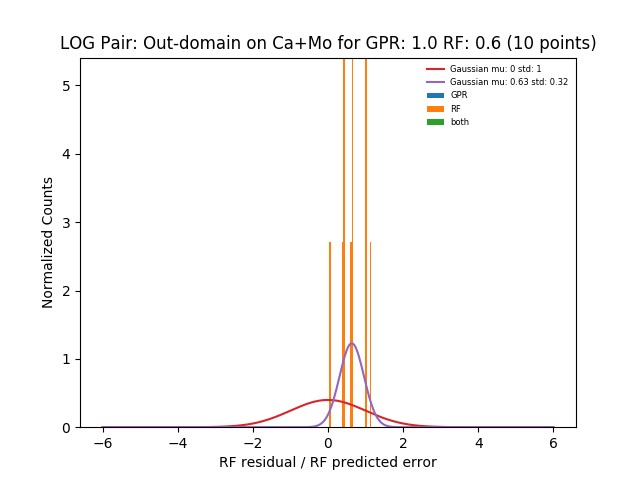 LOG Pair: Out-domain on Ca+Mo for GPR: 1.0 RF: 0.6 (10 points)
Gaussian mu: 0 std: 1
Gaussian mu: 0.63 std: 0.32
GPR
RF
both
Normalized Counts
5
4
3
2
1
0
−6
−4
−2
0
2
4
6
RF residual / RF predicted error